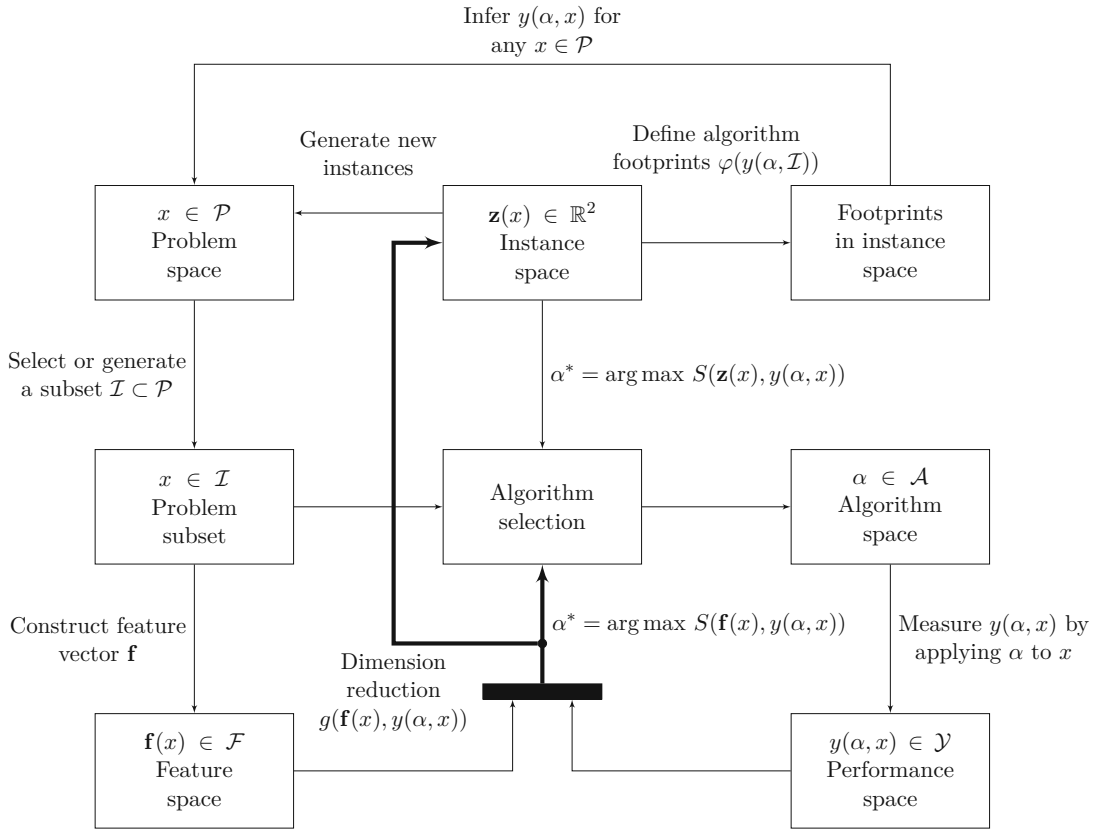 Infer y(α, x) for
any x ∈ 𝒫
Generate new
instances
Define algorithm
footprints φ(y(α, ℐ))
x ∈ 𝒫
Problem
space
𝐳(x) ∈ ℝ²
Instance
space
Footprints
in instance
space
Select or generate
a subset ℐ ⊂ 𝒫
α* = arg max S(𝐳(x), y(α, x))
x ∈ ℐ
Problem
subset
Algorithm
selection
α ∈ 𝒜
Algorithm
space
Construct feature
vector 𝐟
α* = arg max S(𝐟(x), y(α, x))
Measure y(α, x) by
applying α to x
Dimension
reduction
g(𝐟(x), y(α, x))
𝐟(x) ∈ ℱ
Feature
space
y(α, x) ∈ 𝒴
Performance
space